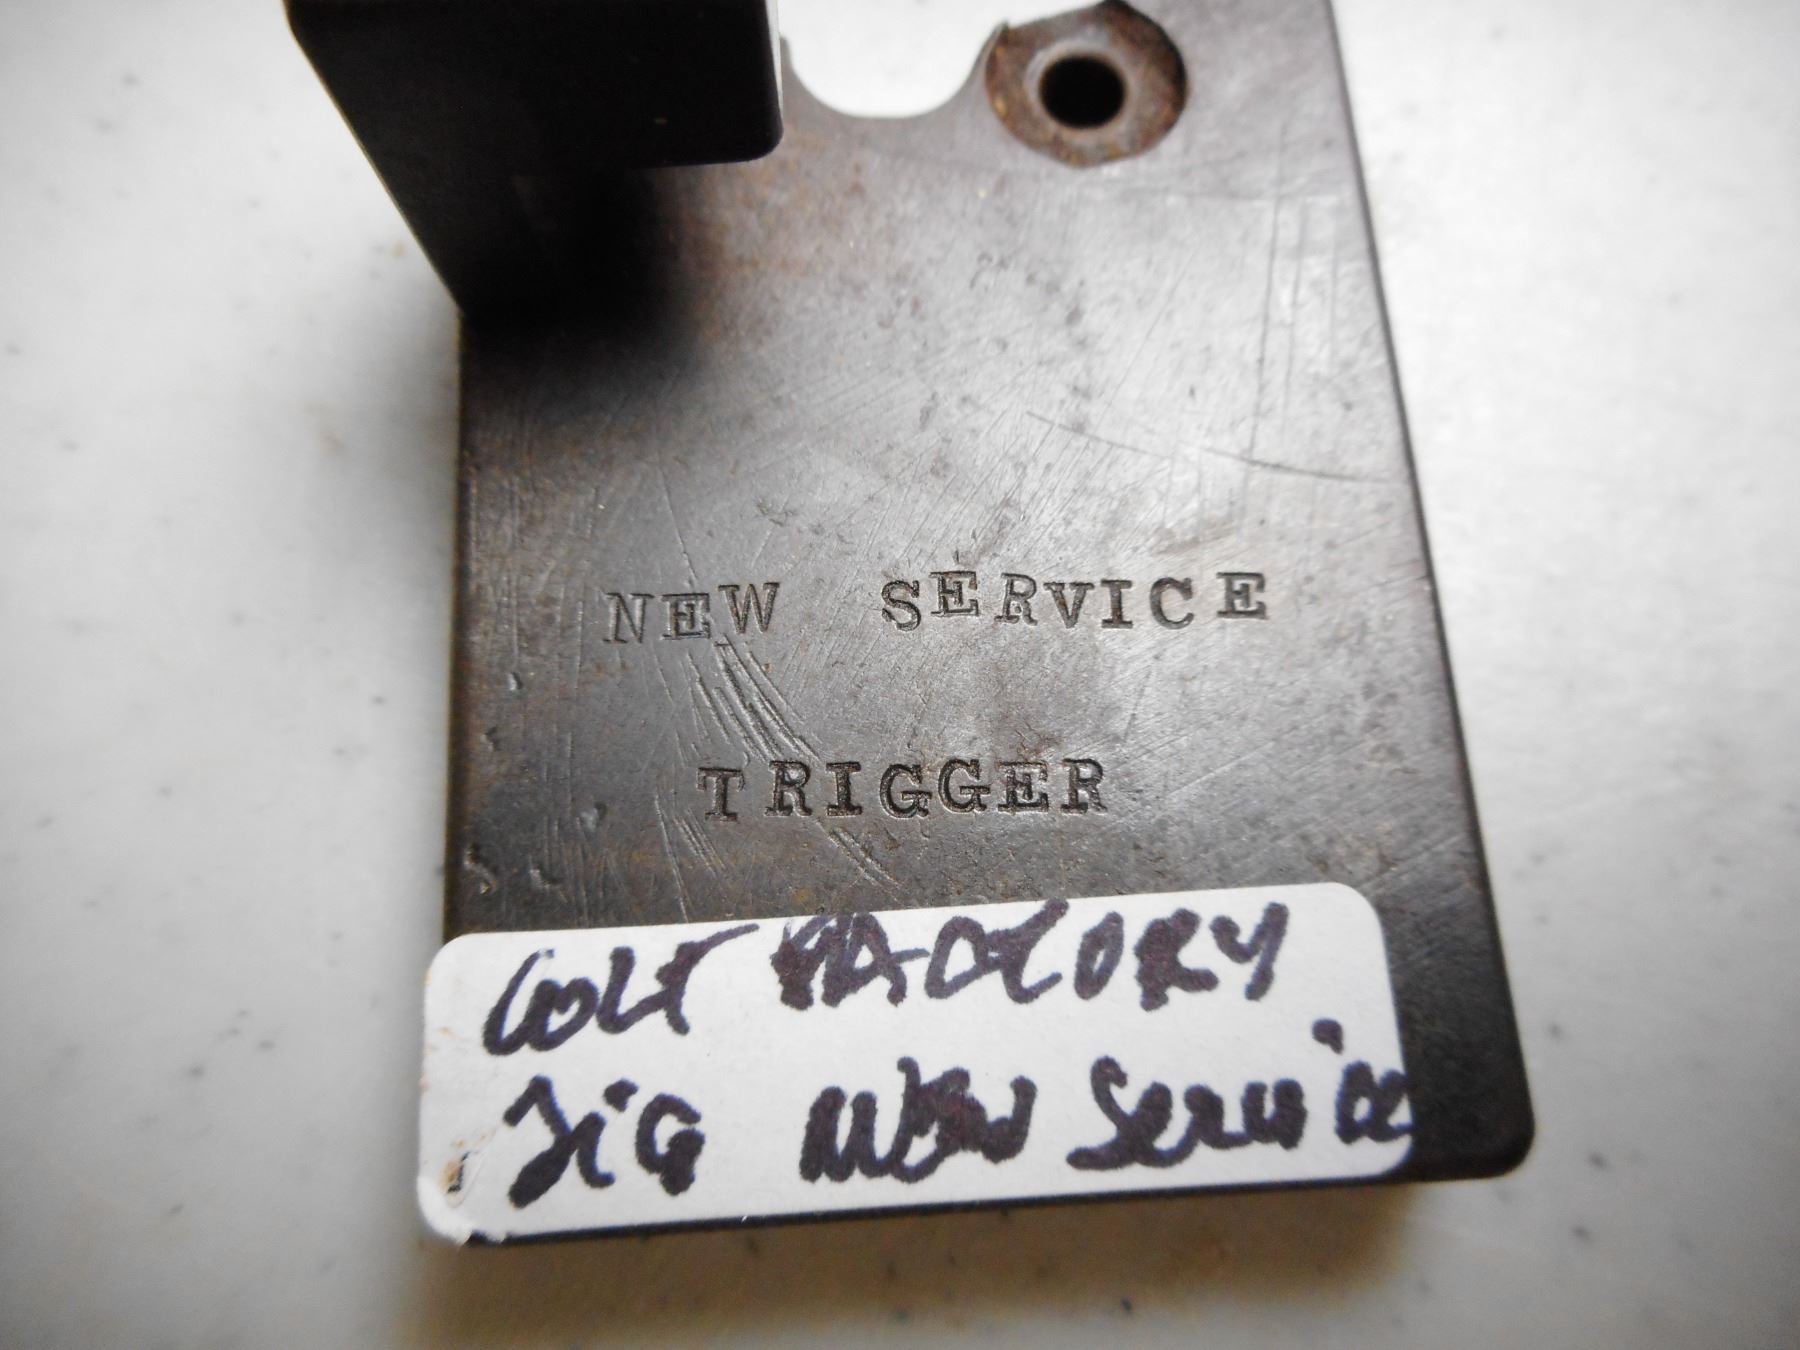 NEW SERVICE
TRIGGER
COLT FACTORY
JIG NEW Service